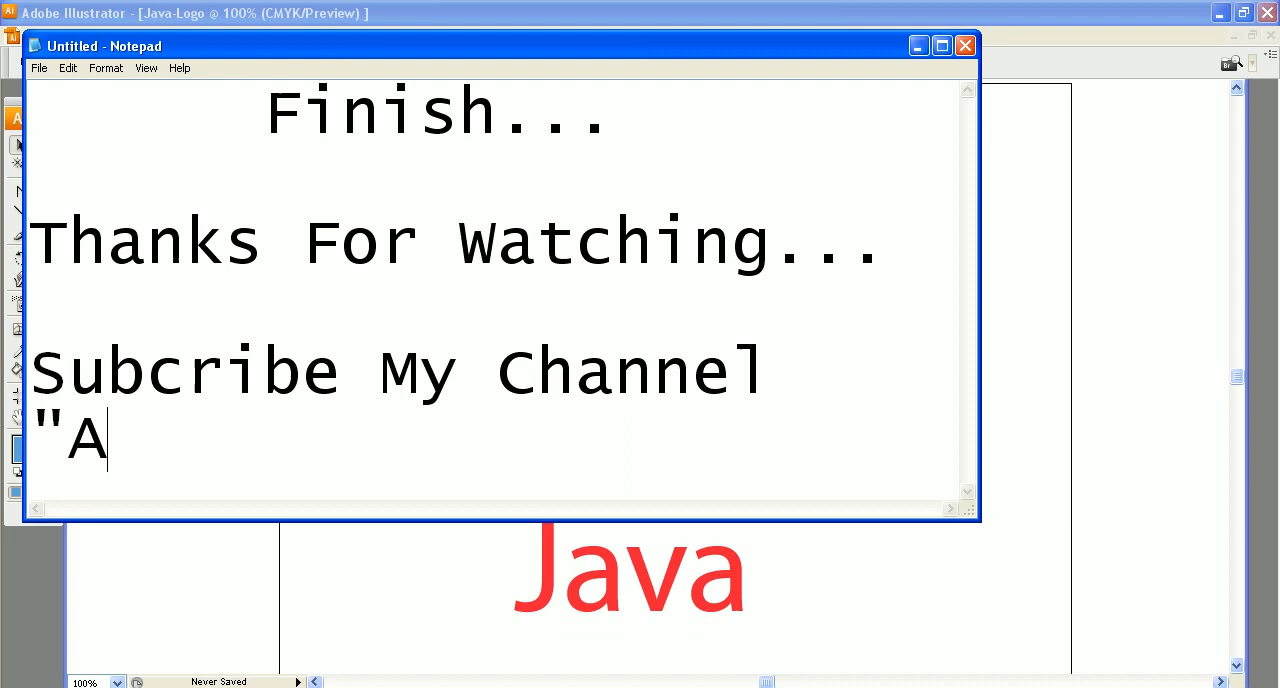 Adobe Illustrator - [Java-Logo @ 100% (CMYK/Preview) ]
Untitled - Notepad
File Edit Format View Help
Finish...
Thanks For Watching...
Subcribe My Channel
"A
Java
100% Never Saved